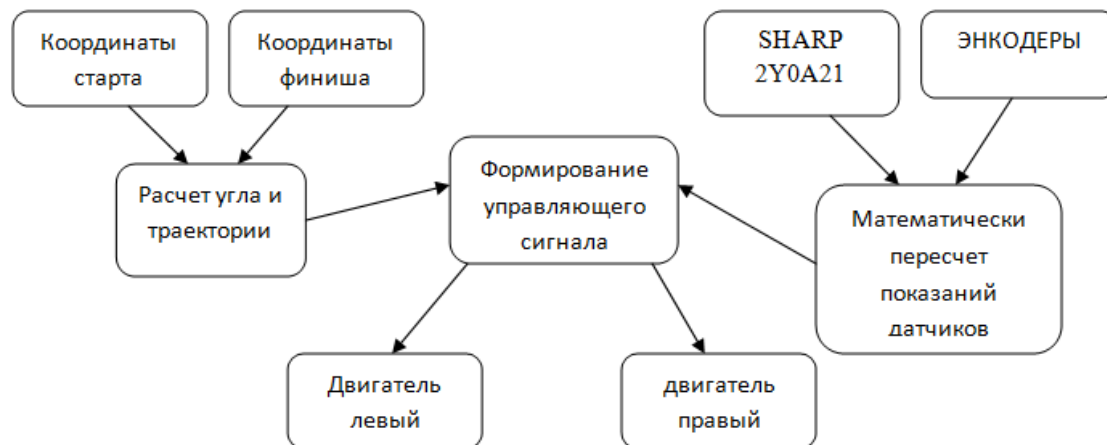 Координаты
старта
Координаты
финиша
SHARP
2Y0A21
ЭНКОДЕРЫ
Расчет угла и
траектории
Формирование
управляющего
сигнала
Математически
пересчет
показаний
датчиков
Двигатель
левый
двигатель
правый